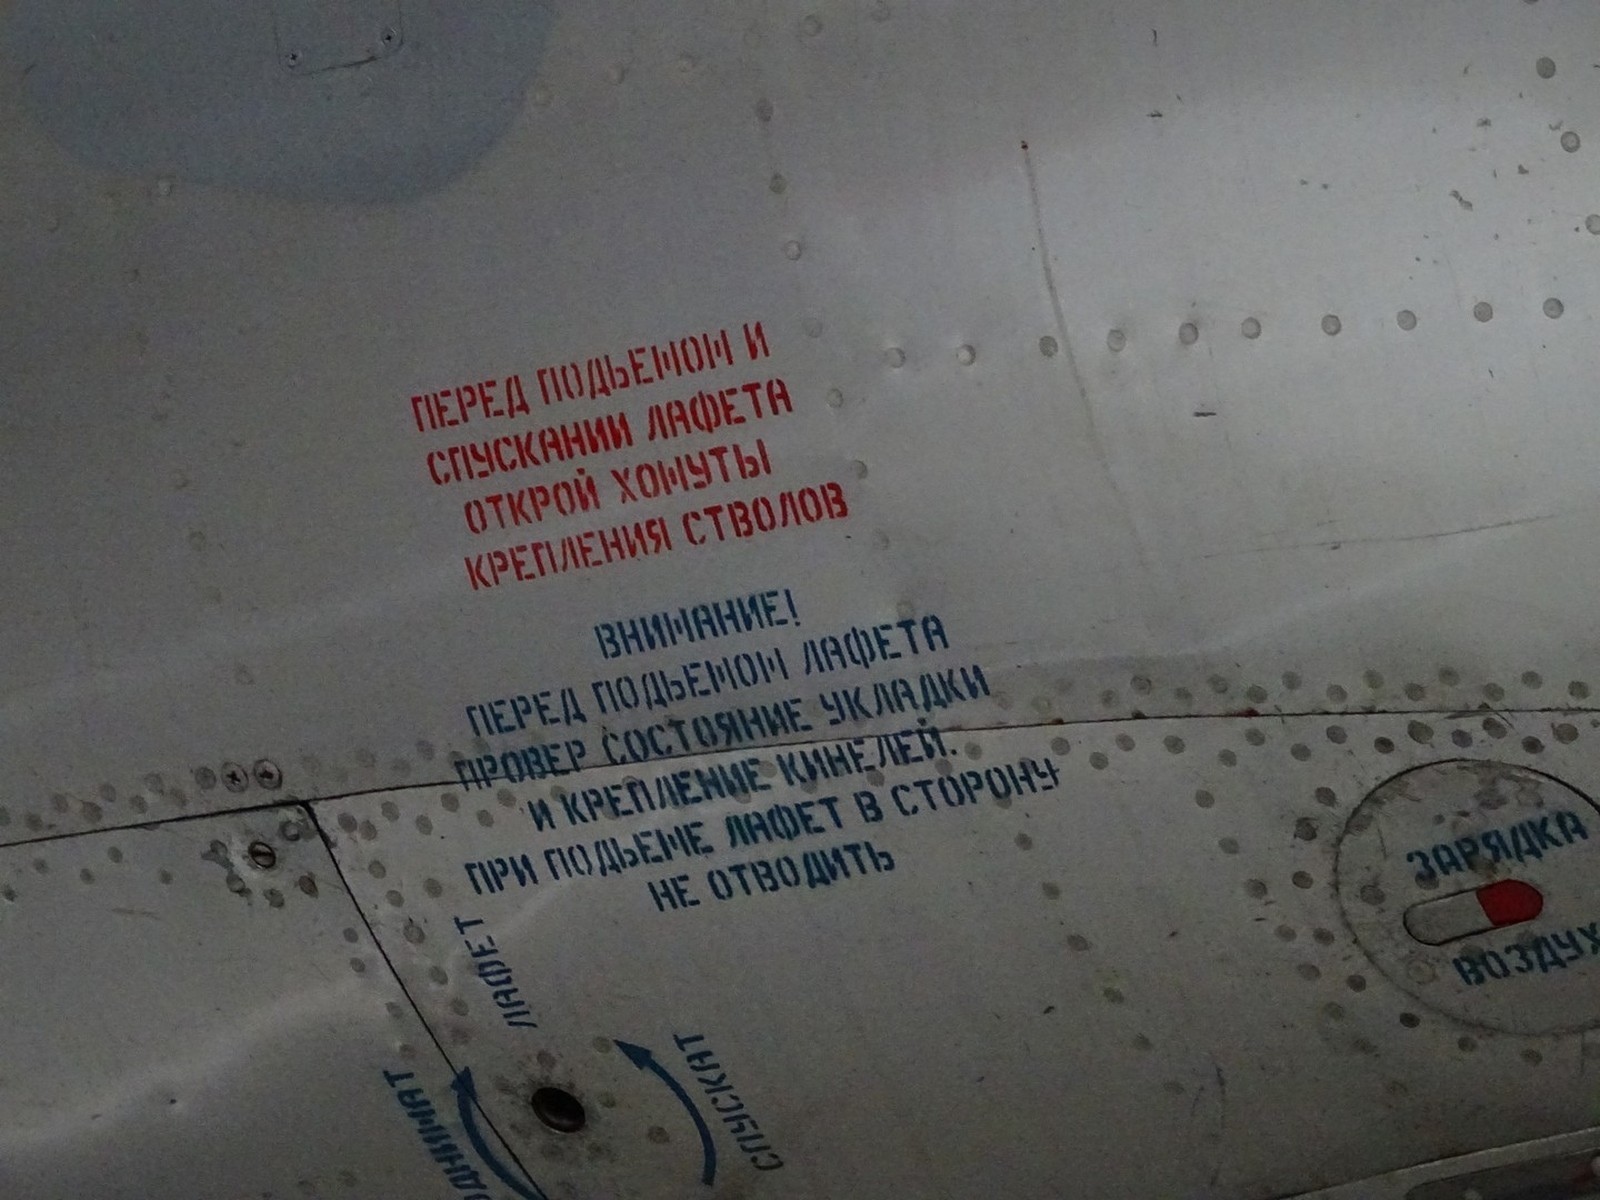 ПЕРЕД ПОДЬЕМОМ И
СПУСКАНИИ ЛАФЕТА
ОТКРОЙ ХОМУТЫ
КРЕПЛЕНИЯ СТВОЛОВ
ВНИМАНИЕ!
ПЕРЕД ПОДЬЕМОМ ЛАФЕТА
ПРОВЕР СОСТОЯНИЕ УКЛАДКИ
И КРЕПЛЕНИЕ КИНЕЛЕЙ.
ПРИ ПОДЬЕМЕ ЛАФЕТ В СТОРОНУ
НЕ ОТВОДИТЬ
ЗАРЯДКА
ВОЗДУХ
ЛАФЕТ
ОДНИМАТ
СПУСКАТ